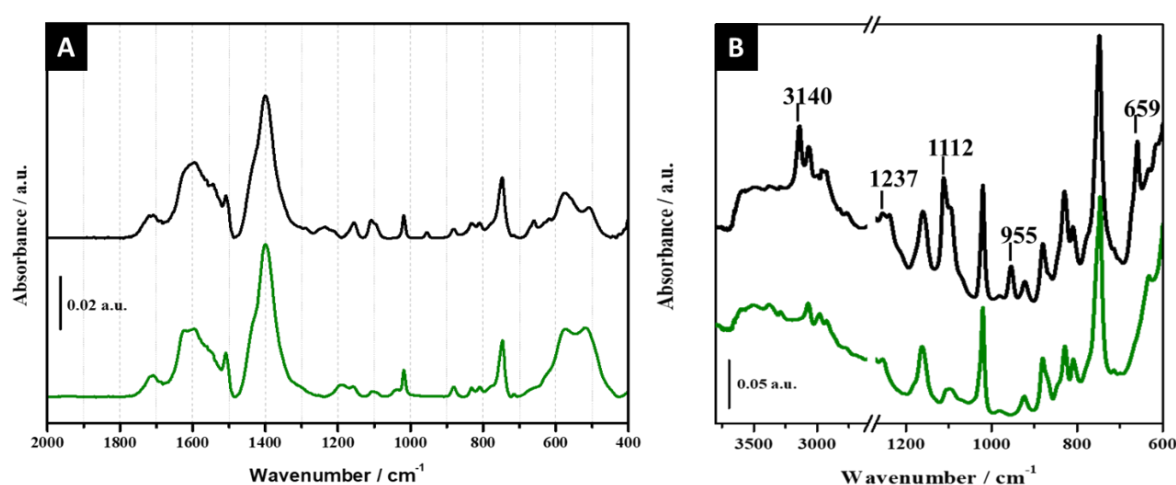 A
Absorbance / a.u.
0.02 a.u.
2000 1800 1600 1400 1200 1000 800 600 400
Wavenumber / cm⁻¹
B
3140
1237
1112
955
659
Absorbance / a.u.
0.05 a.u.
3500 3000 1200 1000 800 600
Wavenumber / cm⁻¹